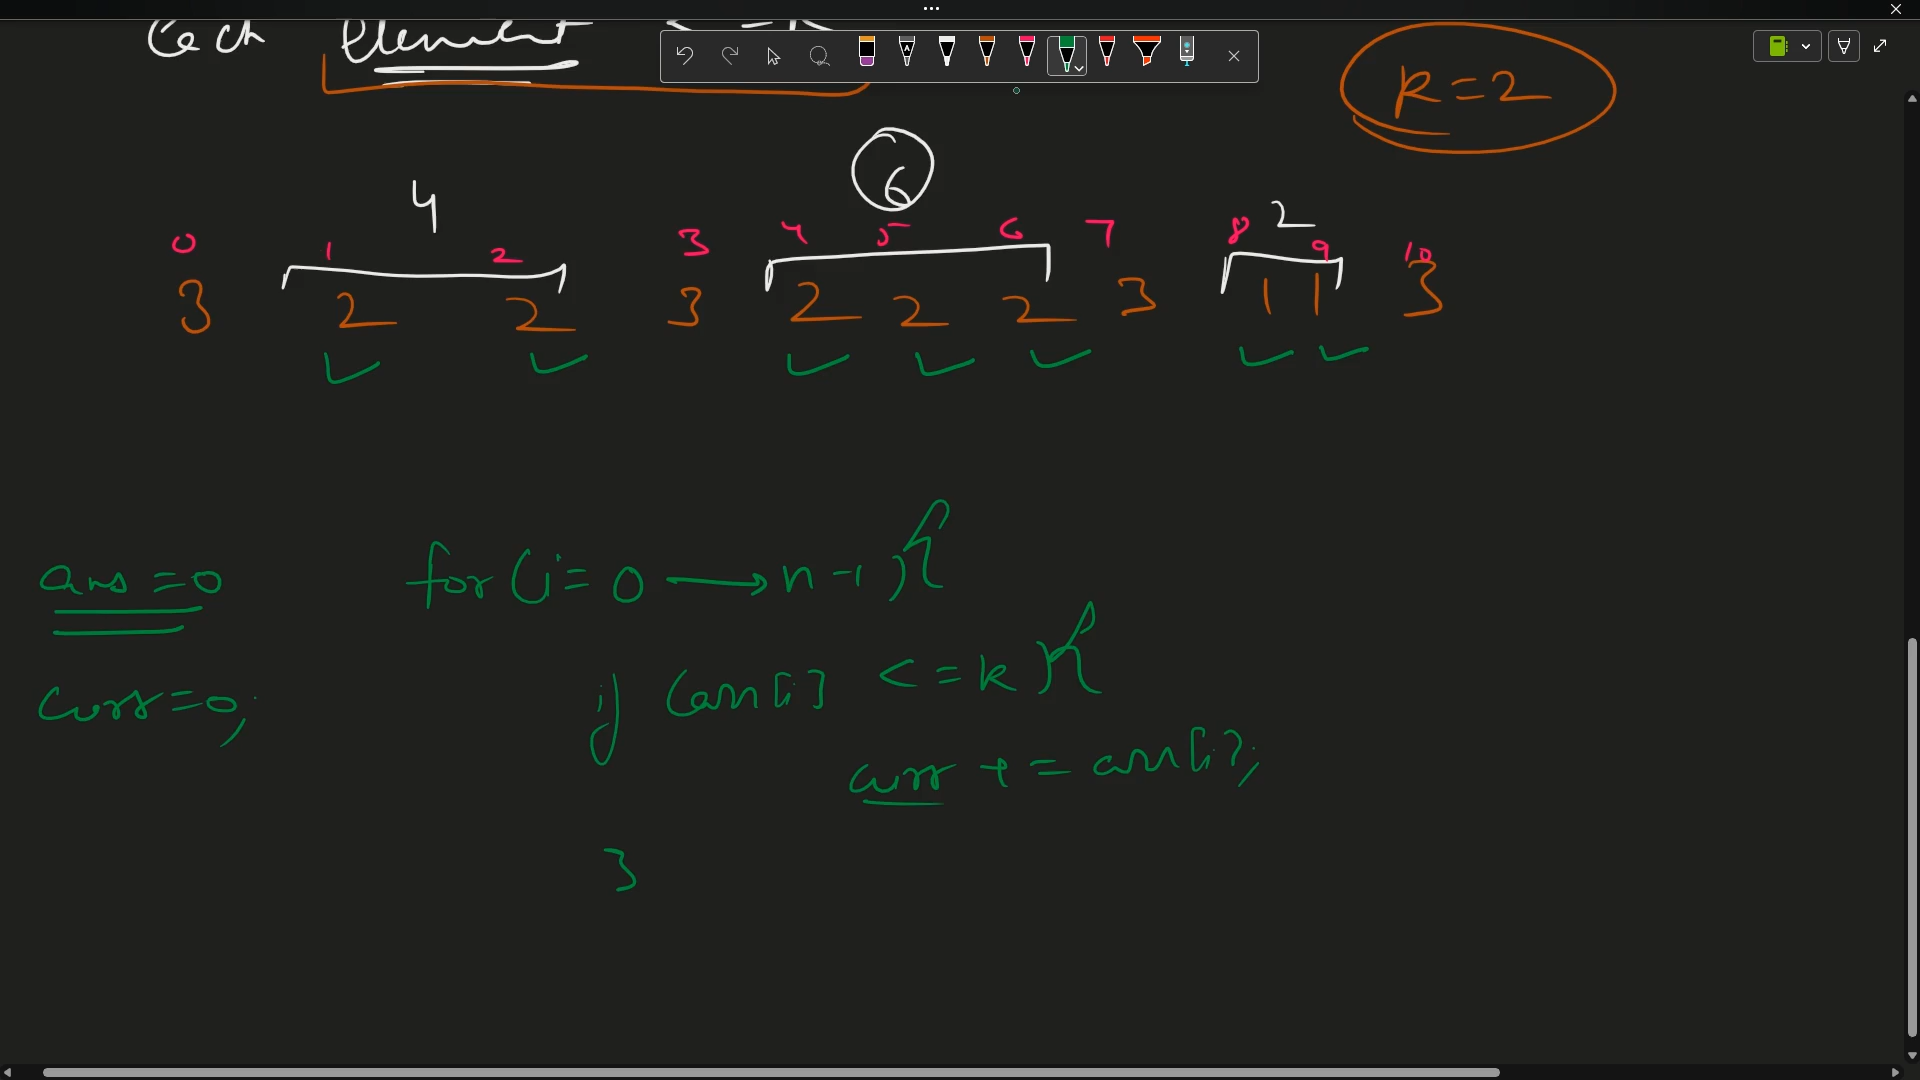 each Element <=K
K=2
4 6 2
0 1 2 3 4 5 6 7 8 9 10
3 2 2 3 2 2 2 3 1 1 3
ans=0 for(i=0→n-1){
curr=0; if (arr[i] <=k){
curr += arr[i];
}